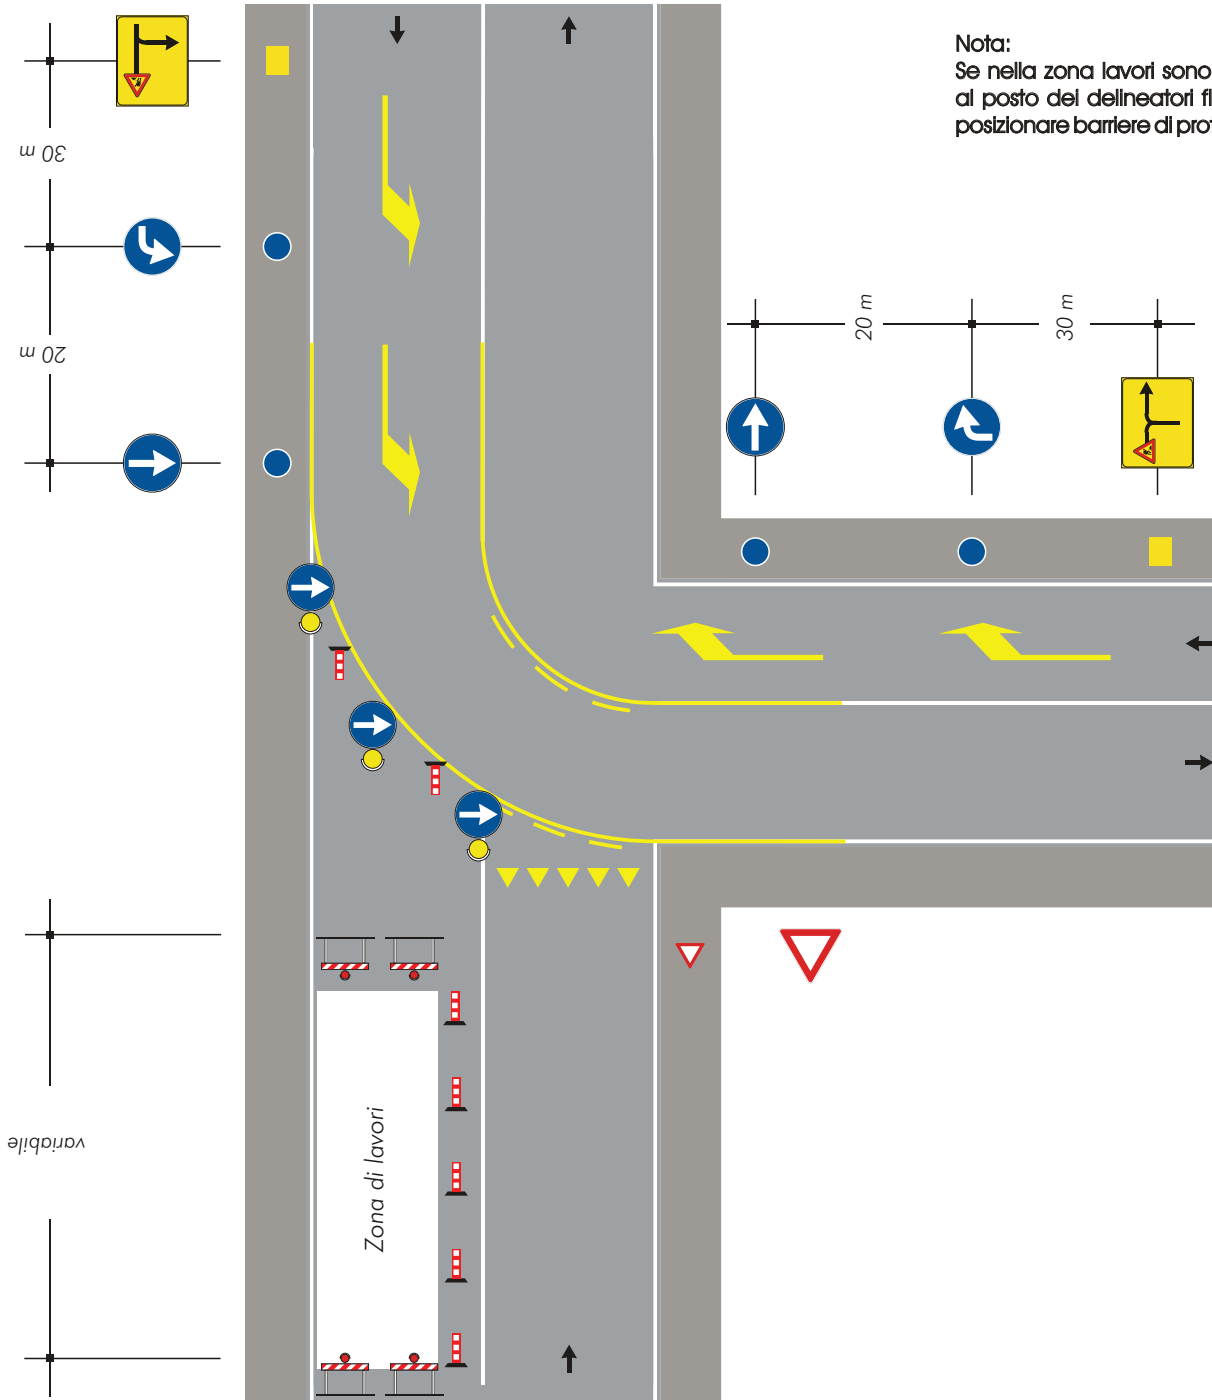 Nota:
Se nella zona lavori sono
al posto dei delineatori fl
posizionare barriere di prot
30 m
20 m
20 m
30 m
variabile
Zona di lavori